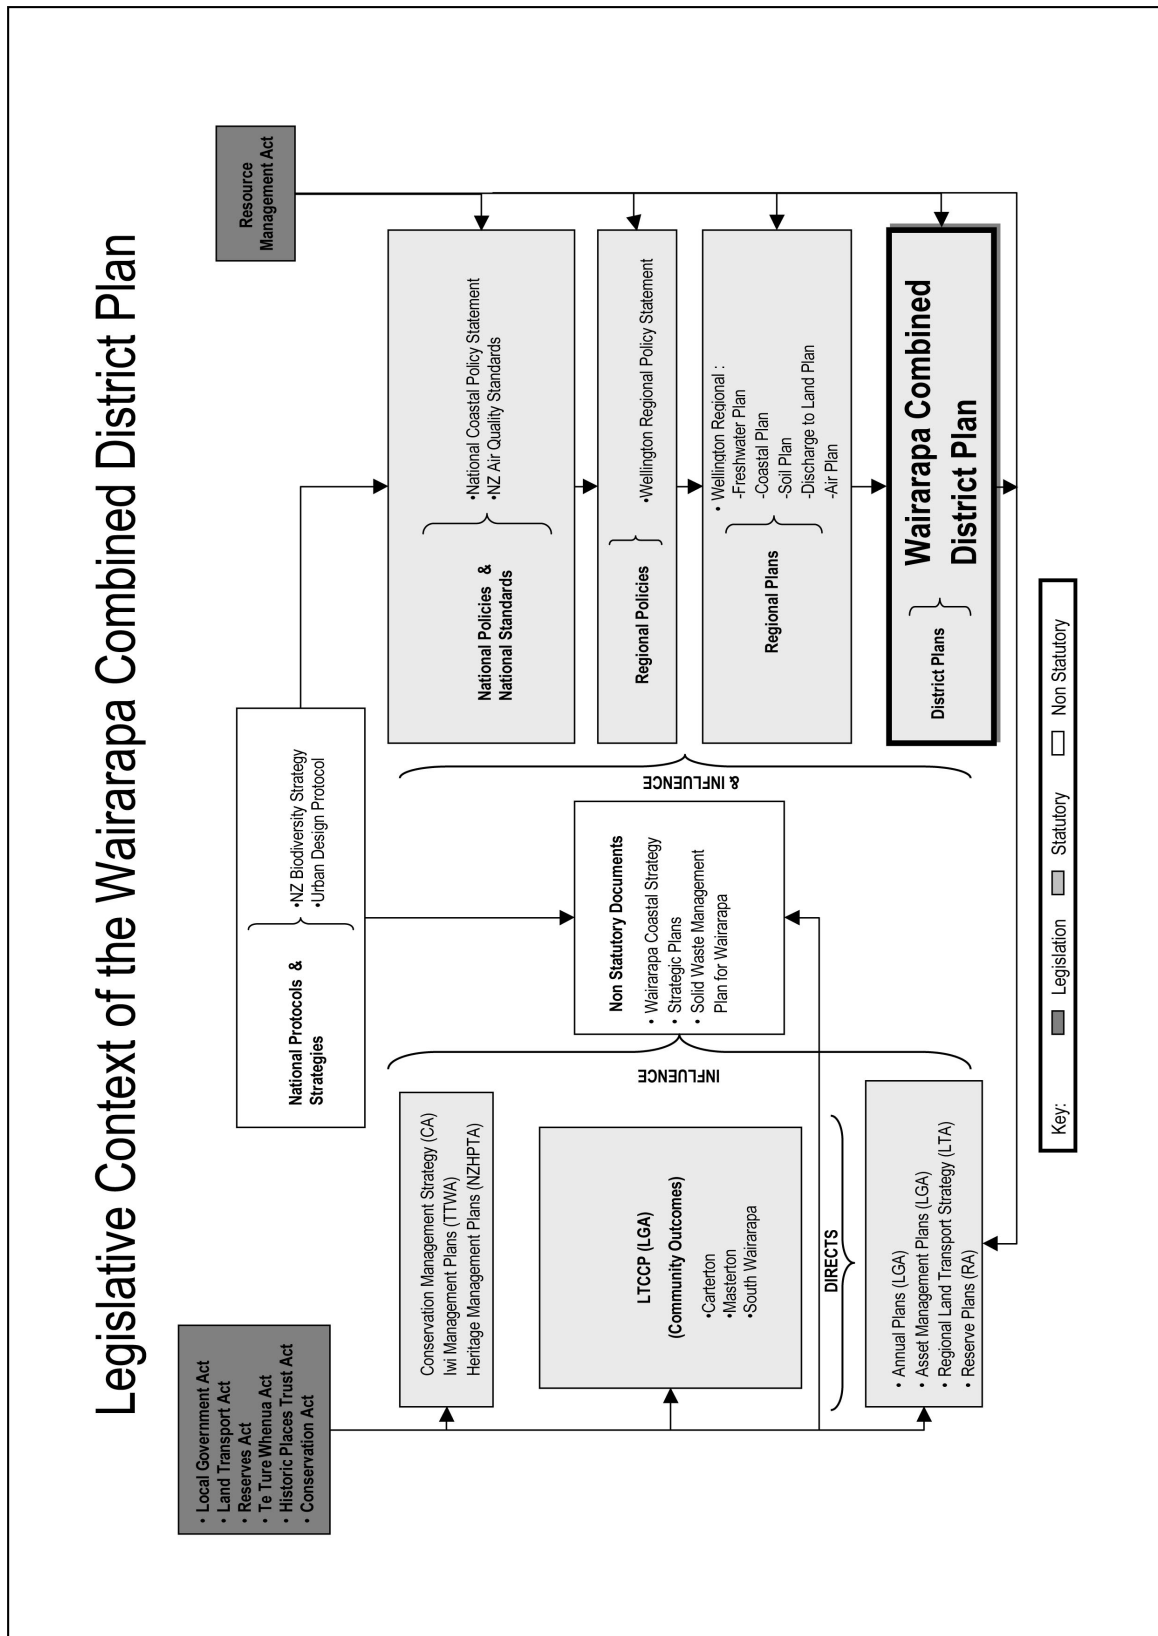 Legislative Context of the Wairarapa Combined District Plan
• Local Government Act
• Land Transport Act
• Reserves Act
• Te Ture Whenua Act
• Historic Places Trust Act
• Conservation Act
National Protocols &
Strategies
•NZ Biodiversity Strategy
•Urban Design Protocol
Resource
Management Act
Conservation Management Strategy (CA)
Iwi Management Plans (TTWA)
Heritage Management Plans (NZHPTA)
LTCCP (LGA)
(Community Outcomes)
•Carterton
•Masterton
•South Wairarapa
DIRECTS
• Annual Plans (LGA)
• Asset Management Plans (LGA)
• Regional Land Transport Strategy (LTA)
• Reserve Plans (RA)
INFLUENCE
Non Statutory Documents
• Wairarapa Coastal Strategy
• Strategic Plans
• Solid Waste Management
Plan for Wairarapa
& INFLUENCE
National Policies &
National Standards
•National Coastal Policy Statement
•NZ Air Quality Standards
Regional Policies
•Wellington Regional Policy Statement
Regional Plans
• Wellington Regional :
-Freshwater Plan
-Coastal Plan
-Soil Plan
-Discharge to Land Plan
-Air Plan
District Plans
Wairarapa Combined
District Plan
Key:
Legislation
Statutory
Non Statutory